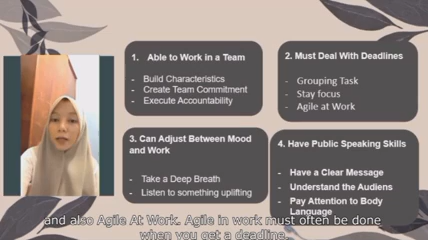 1. Able to Work in a Team
- Build Characteristics
- Create Team Commitment
- Execute Accountability
2. Must Deal With Deadlines
- Grouping Task
- Stay focus
- Agile at Work
3. Can Adjust Between Mood
and Work
- Take a Deep Breath
- Listen to something uplifting
4. Have Public Speaking Skills
- Have a Clear Message
- Understand the Audiens
- Pay Attention to Body
Language
and also Agile At Work. Agile in work must often be done
when you get a deadline.